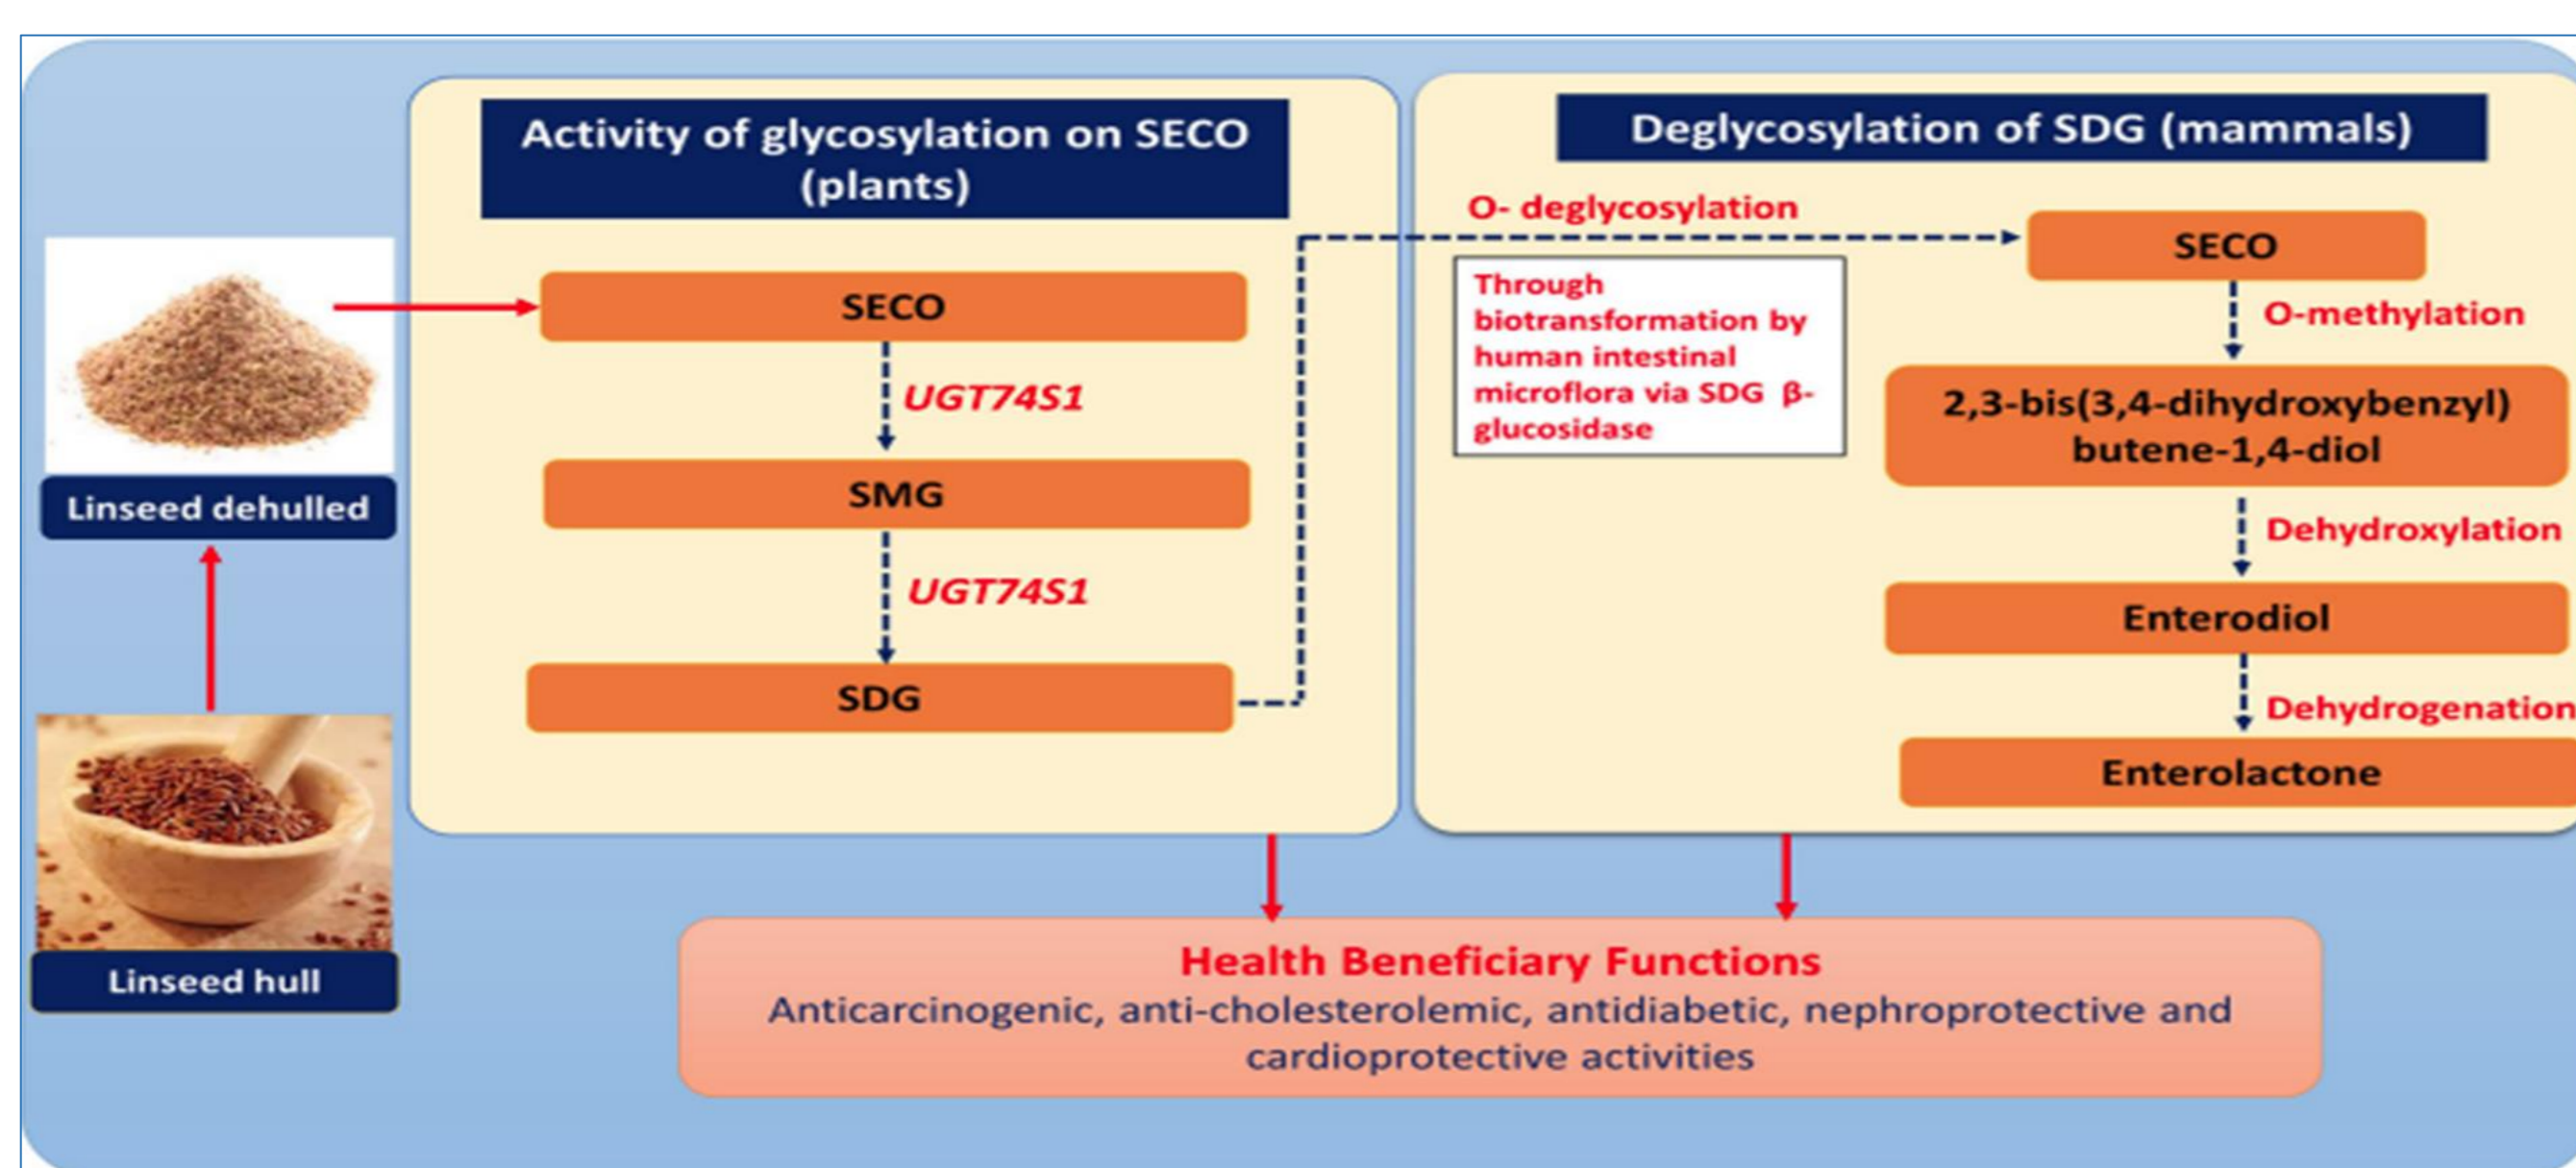 Activity of glycosylation on SECO
(plants)
SECO
UGT74S1
SMG
UGT74S1
SDG
Linseed dehulled
Linseed hull
Deglycosylation of SDG (mammals)
O- deglycosylation
Through
biotransformation by
human intestinal
microflora via SDG β-
glucosidase
SECO
O-methylation
2,3-bis(3,4-dihydroxybenzyl)
butene-1,4-diol
Dehydroxylation
Enterodiol
Dehydrogenation
Enterolactone
Health Beneficiary Functions
Anticarcinogenic, anti-cholesterolemic, antidiabetic, nephroprotective and
cardioprotective activities